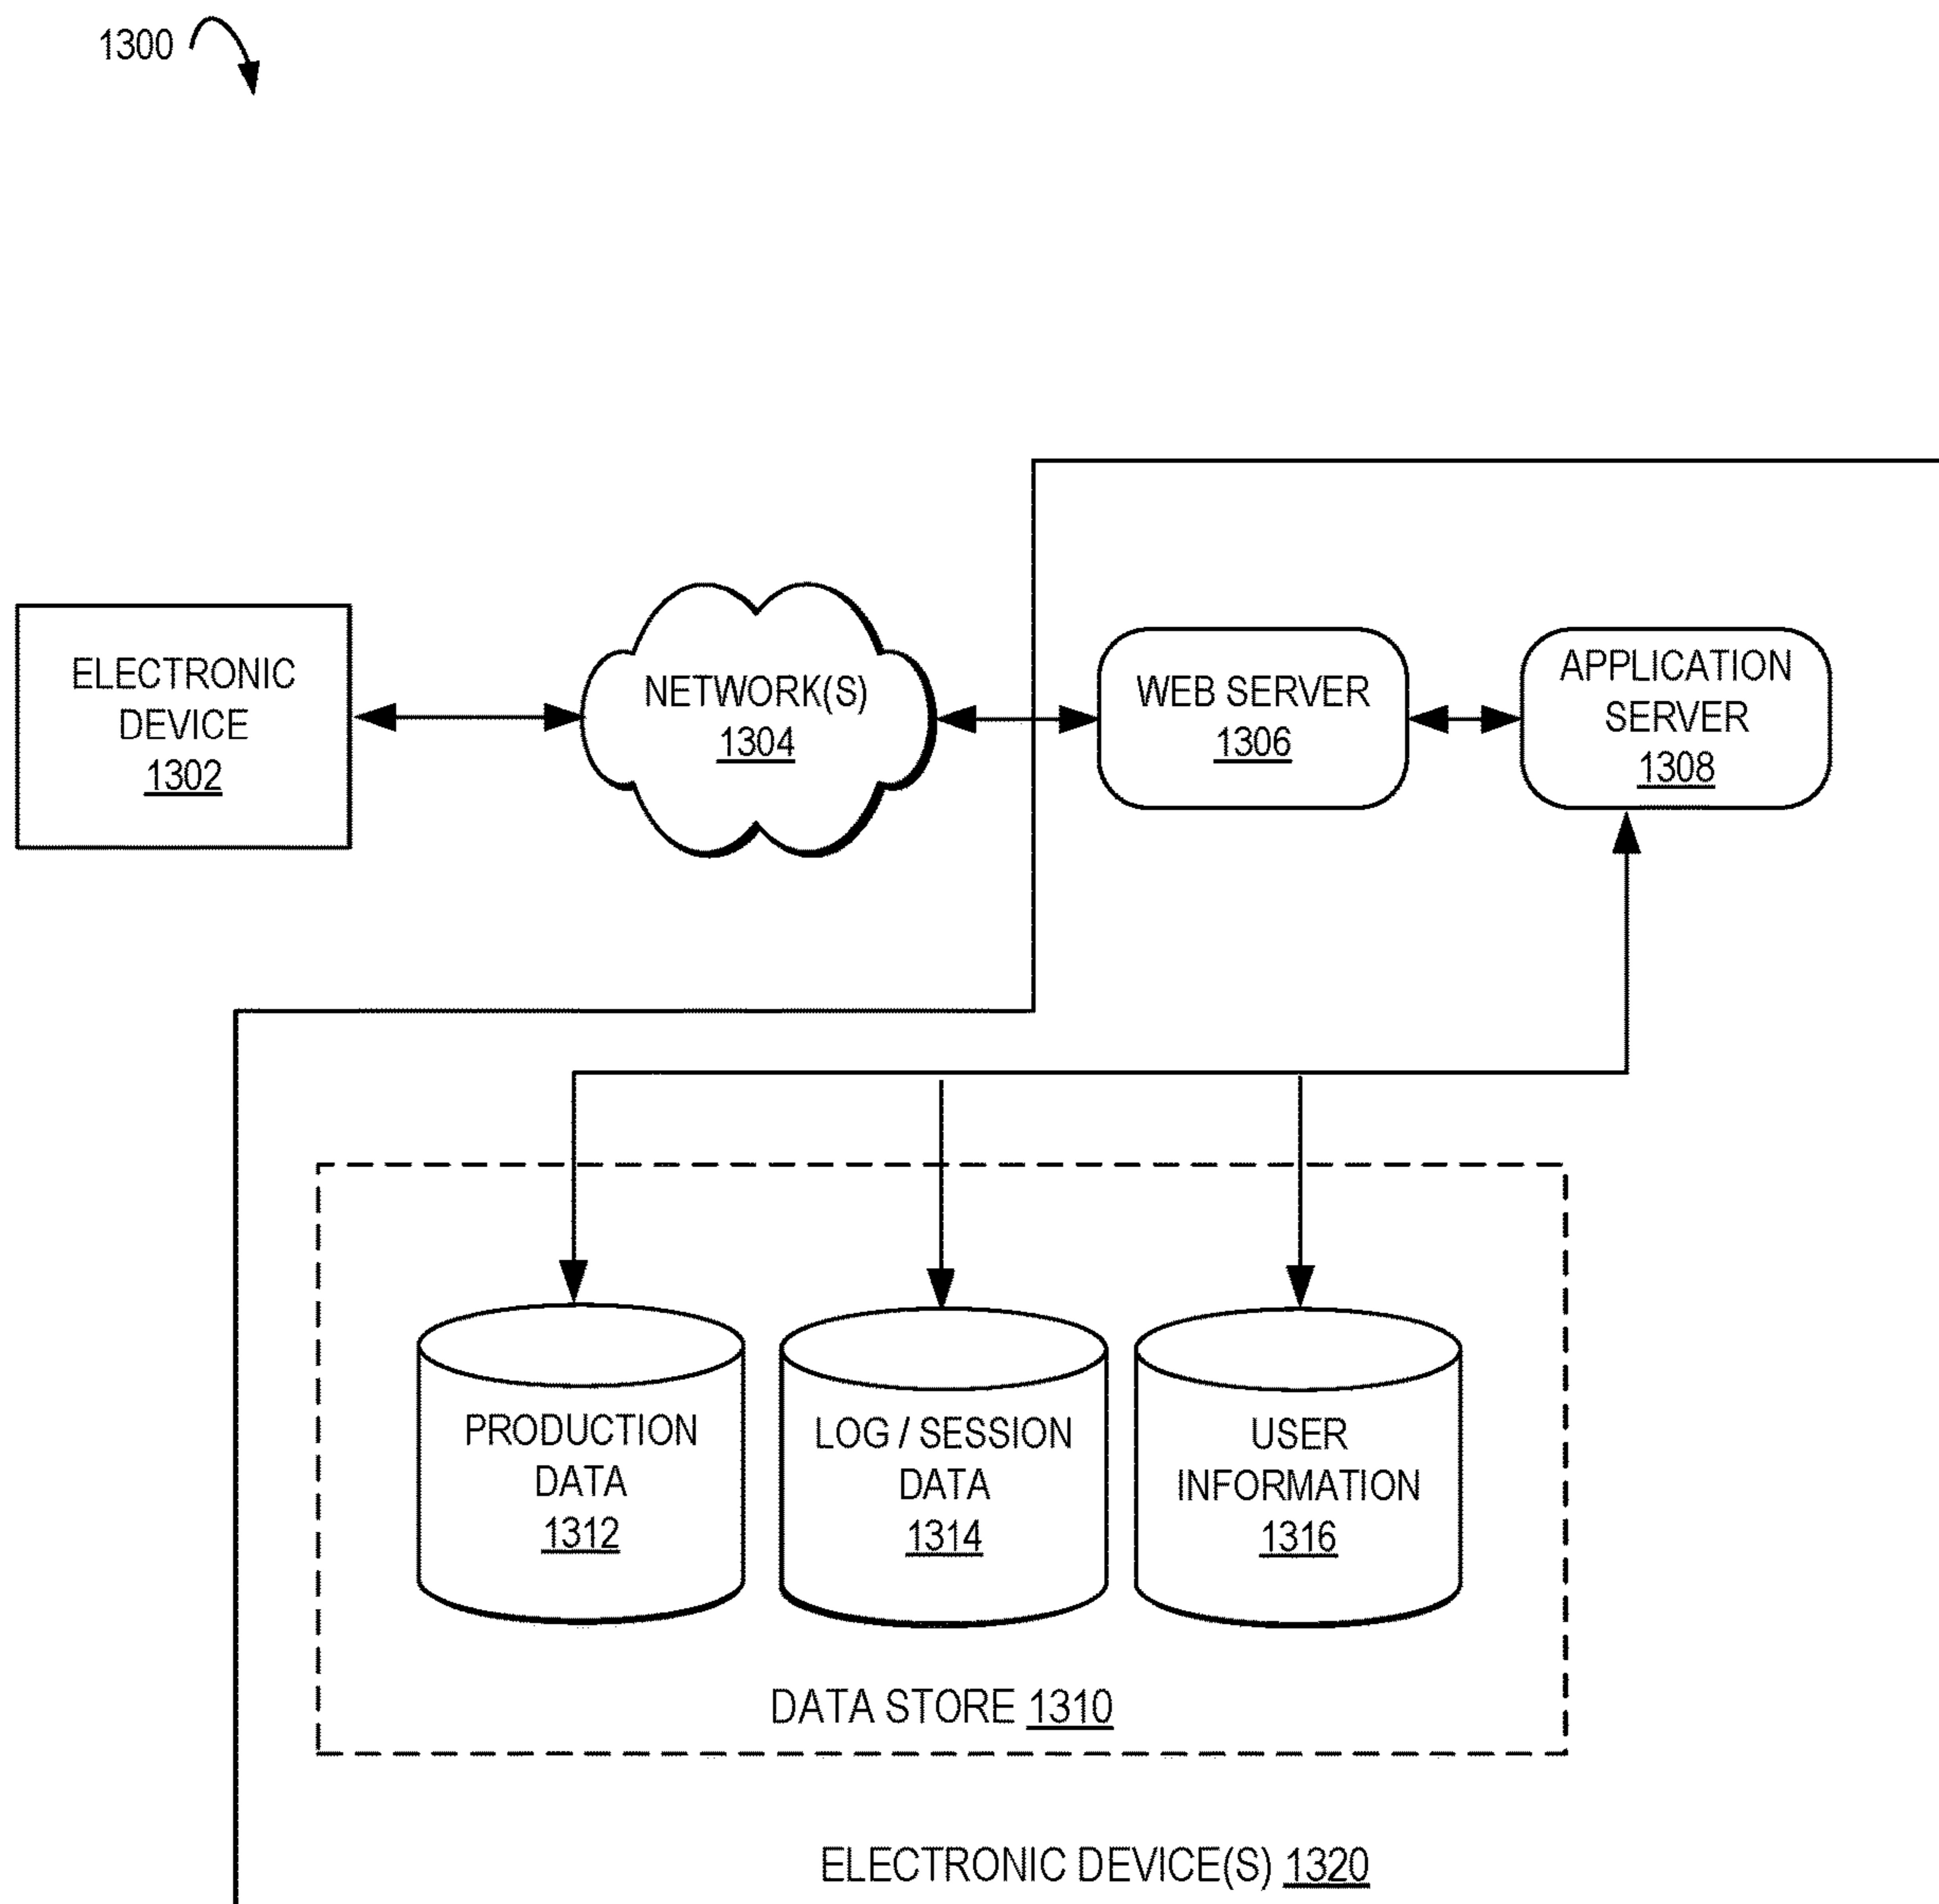 1300
ELECTRONIC
DEVICE
1302
NETWORK(S)
1304
WEB SERVER
1306
APPLICATION
SERVER
1308
PRODUCTION
DATA
1312
LOG / SESSION
DATA
1314
USER
INFORMATION
1316
DATA STORE 1310
ELECTRONIC DEVICE(S) 1320